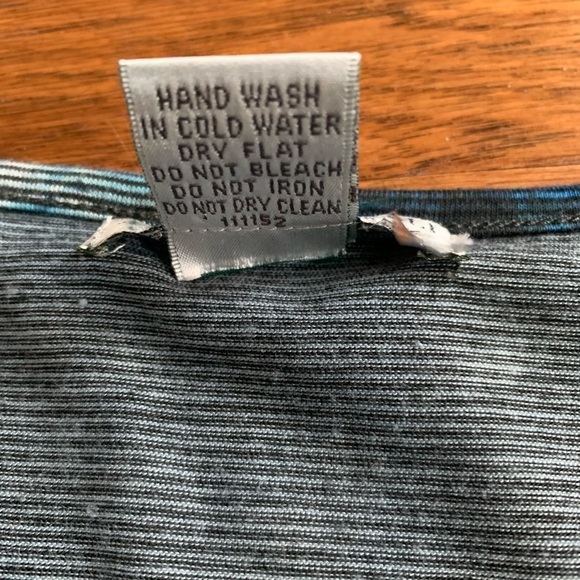 HAND WASH
IN COLD WATER
DRY FLAT
DO NOT BLEACH
DO NOT IRON
DO NOT DRY CLEAN
111152